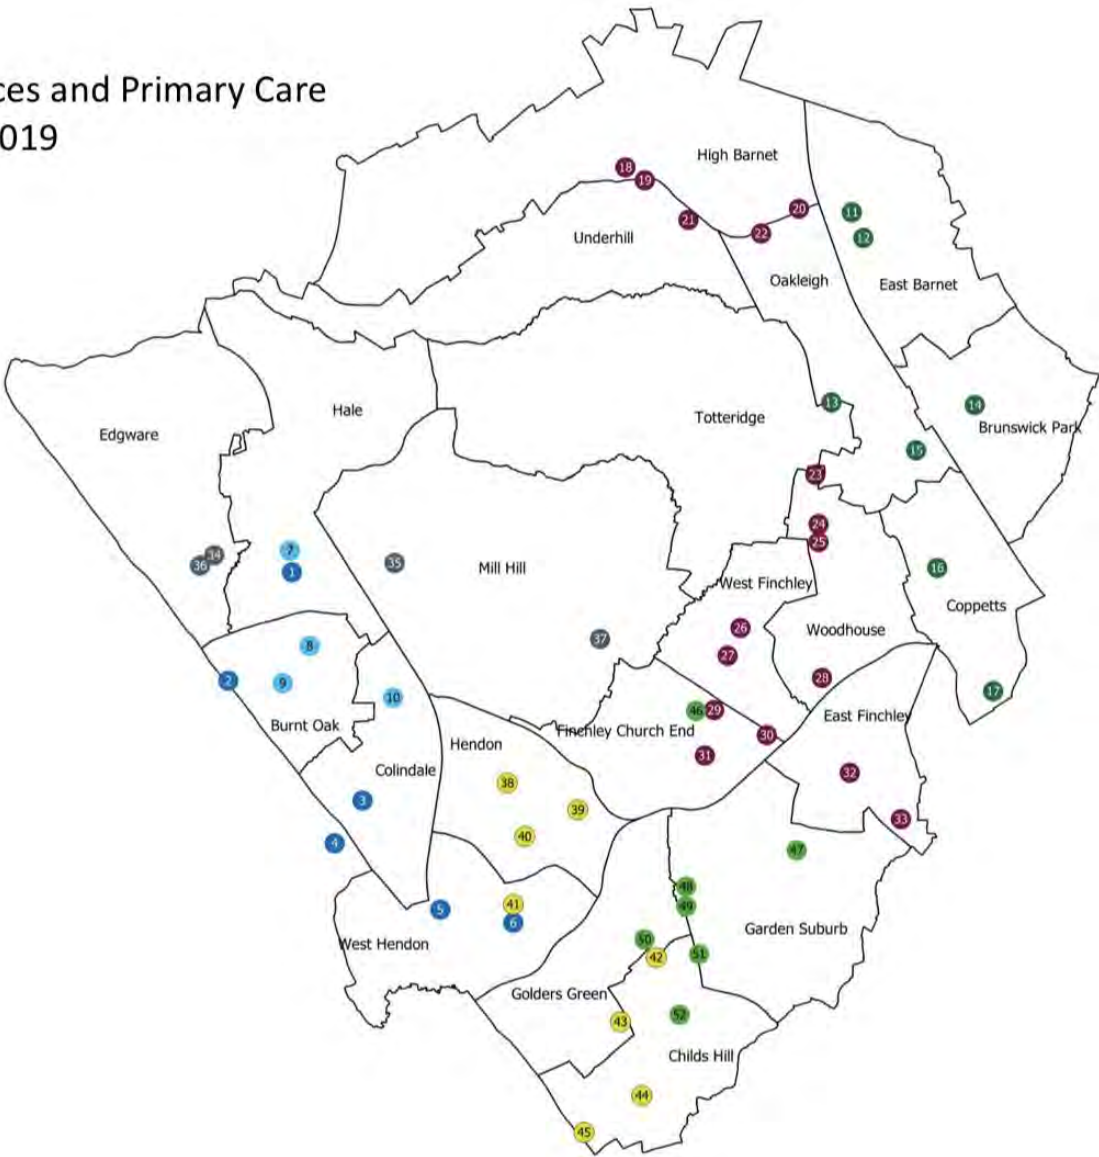 ces and Primary Care
019
High Barnet
18
19
20
11
21
22
12
Underhill
Oakleigh
East Barnet
Hale
13
14
Totteridge
Brunswick Park
Edgware
15
23
24
25
34
36
7
1
35
Mill Hill
West Finchley
16
Coppetts
26
Woodhouse
37
8
27
2
9
28
17
10
46
29
East Finchley
Burnt Oak
Finchley Church End
30
Hendon
31
Colindale
32
38
3
39
33
40
4
47
48
41
49
5
6
Garden Suburb
West Hendon
50
42
51
Golders Green
52
43
Childs Hill
44
45